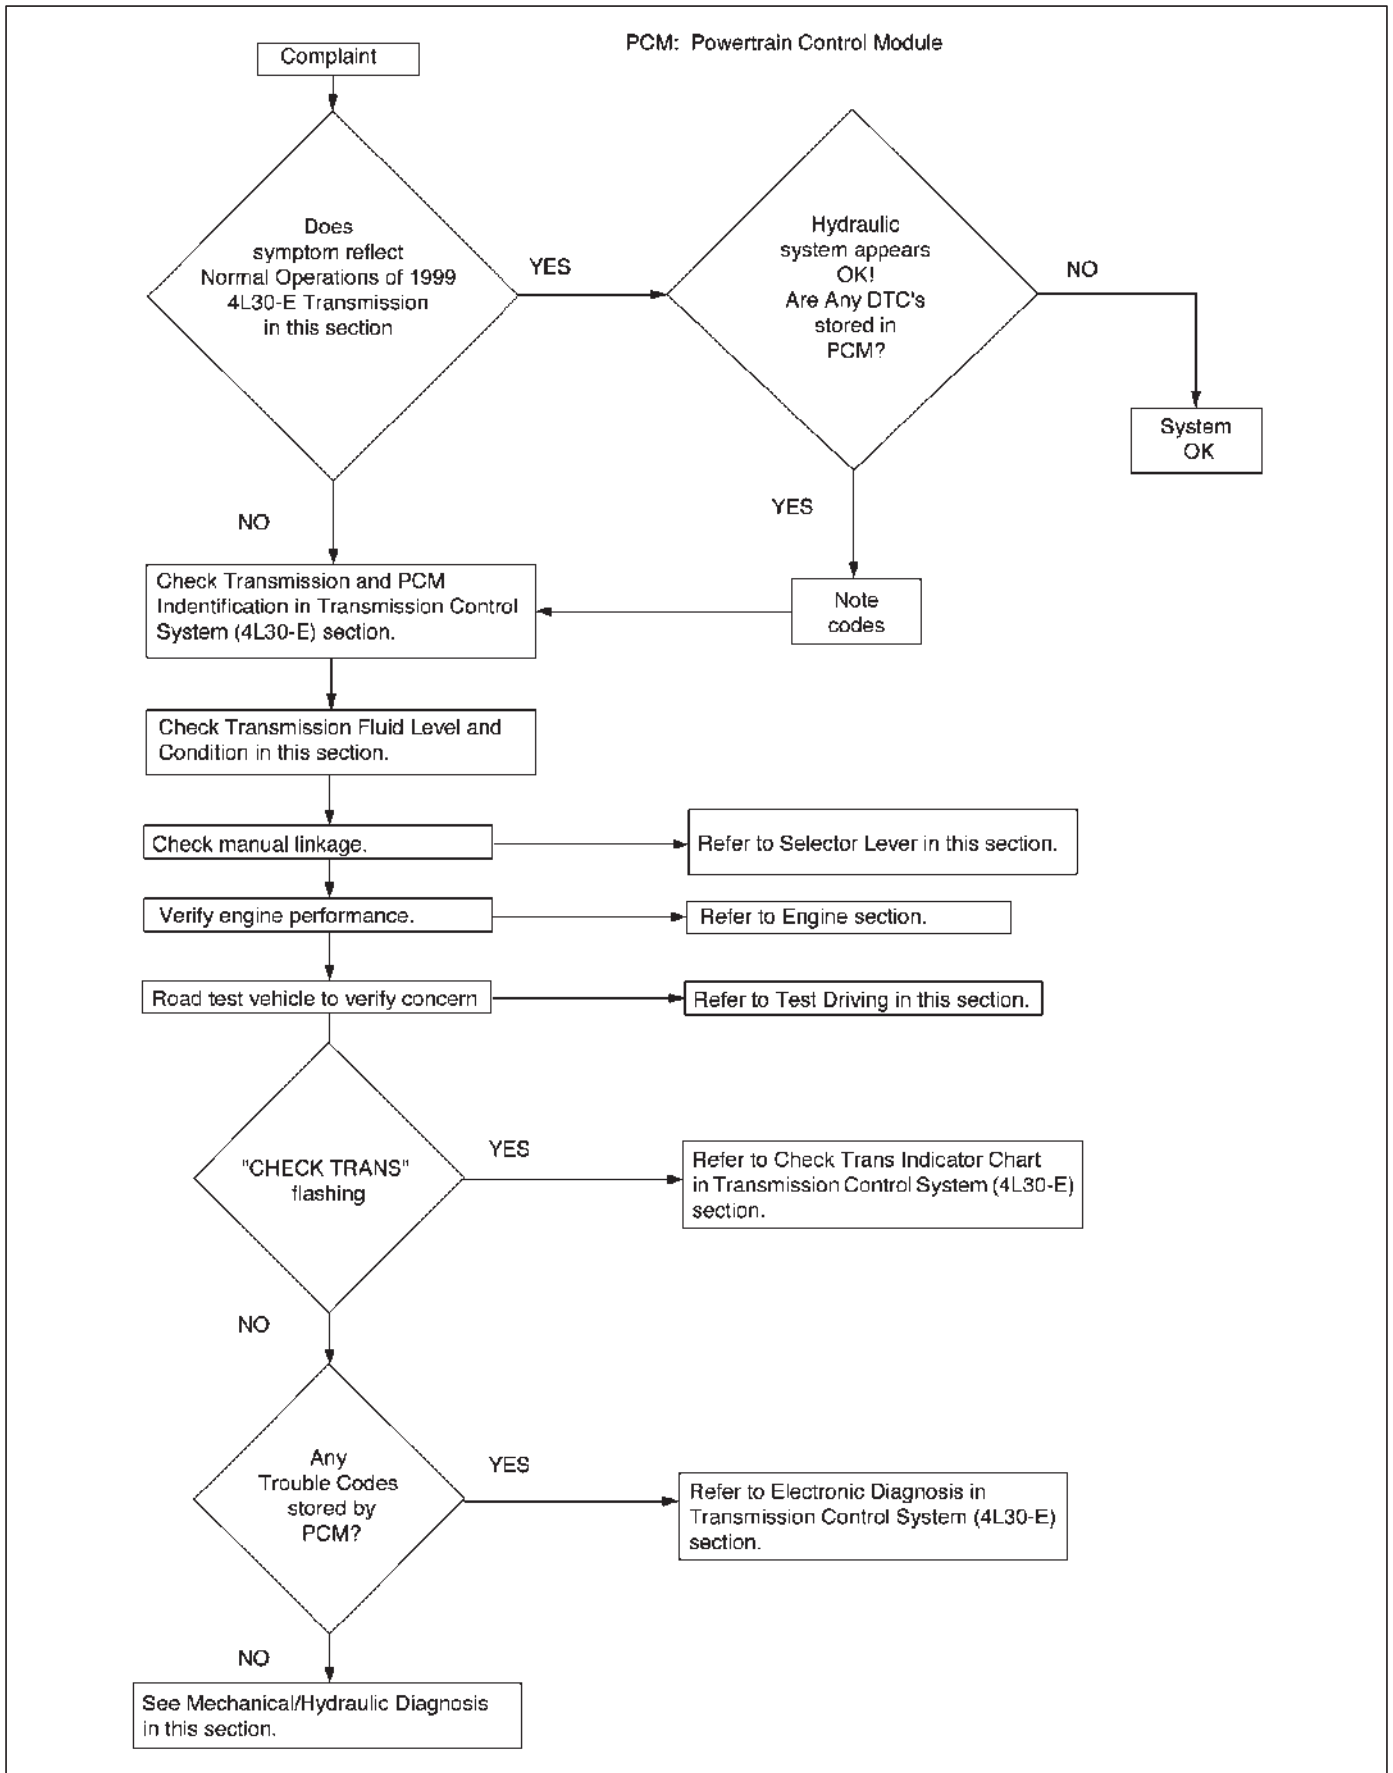 PCM: Powertrain Control Module
Complaint
Does
symptom reflect
Normal Operations of 1999
4L30-E Transmission
in this section
YES
Hydraulic
system appears
OK!
Are Any DTC's
stored in
PCM?
NO
System
OK
YES
Note
codes
NO
Check Transmission and PCM
Indentification in Transmission Control
System (4L30-E) section.
Check Transmission Fluid Level and
Condition in this section.
Check manual linkage.
Refer to Selector Lever in this section.
Verify engine performance.
Refer to Engine section.
Road test vehicle to verify concern
Refer to Test Driving in this section.
"CHECK TRANS"
flashing
YES
Refer to Check Trans Indicator Chart
in Transmission Control System (4L30-E)
section.
NO
Any
Trouble Codes
stored by
PCM?
YES
Refer to Electronic Diagnosis in
Transmission Control System (4L30-E)
section.
NO
See Mechanical/Hydraulic Diagnosis
in this section.